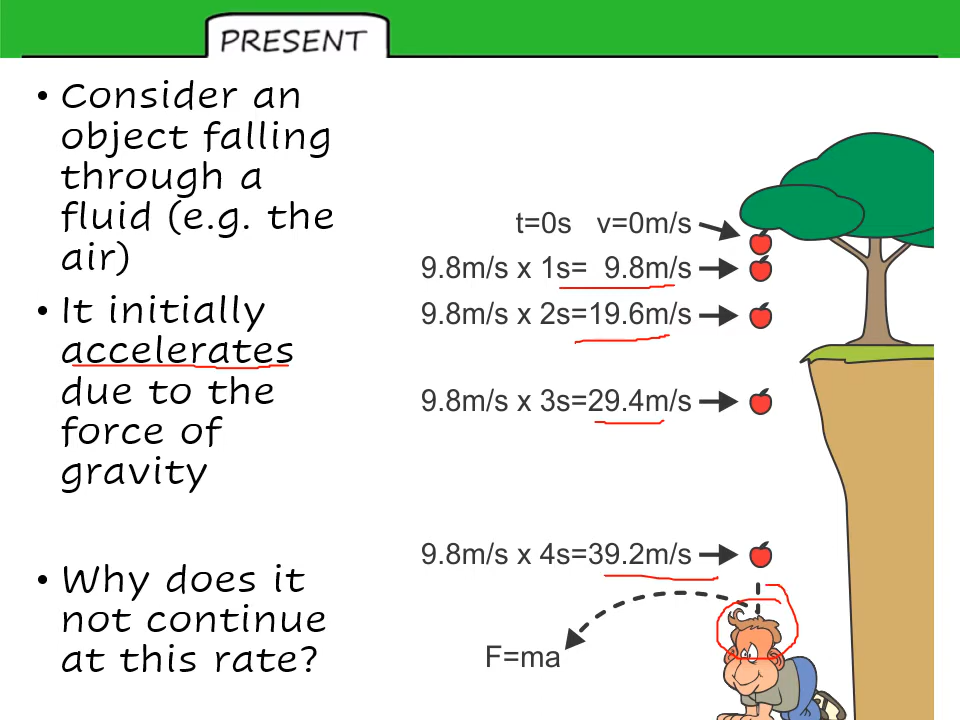 PRESENT
• Consider an
object falling
through a
fluid (e.g. the
air)
• It initially
accelerates
due to the
force of
gravity
• Why does it
not continue
at this rate?
t=0s v=0m/s
9.8m/s x 1s= 9.8m/s
9.8m/s x 2s=19.6m/s
9.8m/s x 3s=29.4m/s
9.8m/s x 4s=39.2m/s
F=ma